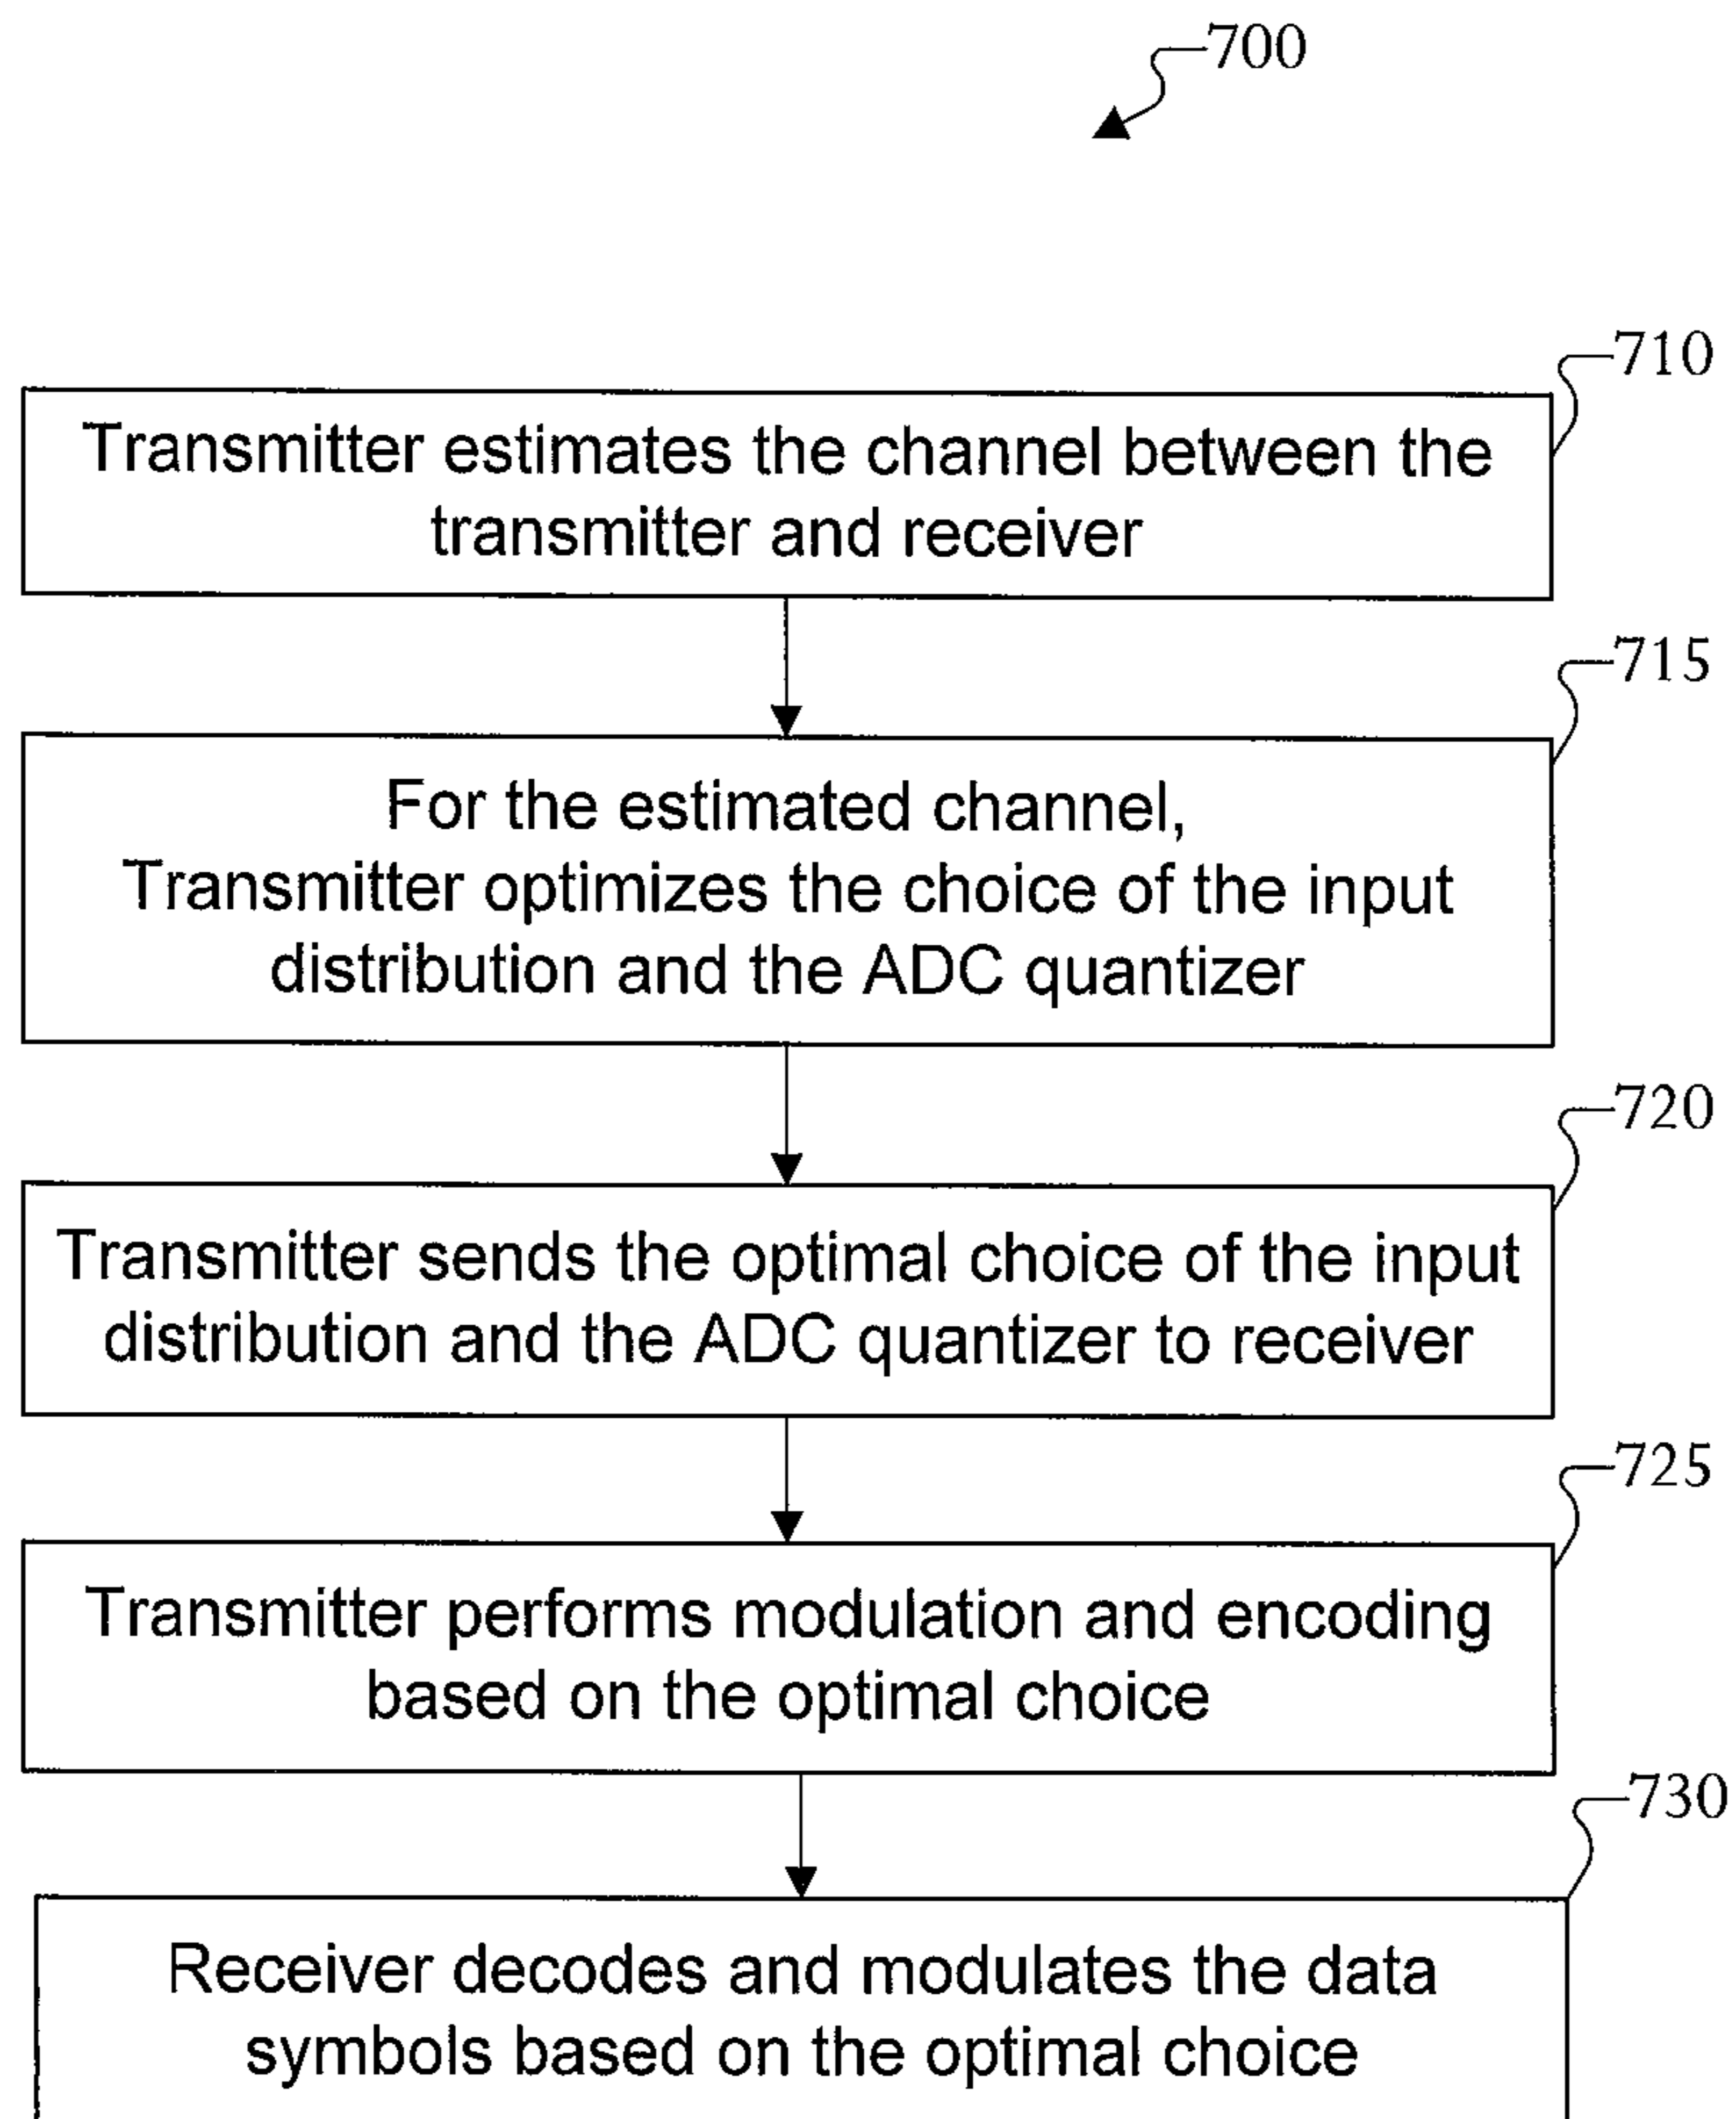 700
710
Transmitter estimates the channel between the
transmitter and receiver
715
For the estimated channel,
Transmitter optimizes the choice of the input
distribution and the ADC quantizer
720
Transmitter sends the optimal choice of the input
distribution and the ADC quantizer to receiver
725
Transmitter performs modulation and encoding
based on the optimal choice
730
Receiver decodes and modulates the data
symbols based on the optimal choice